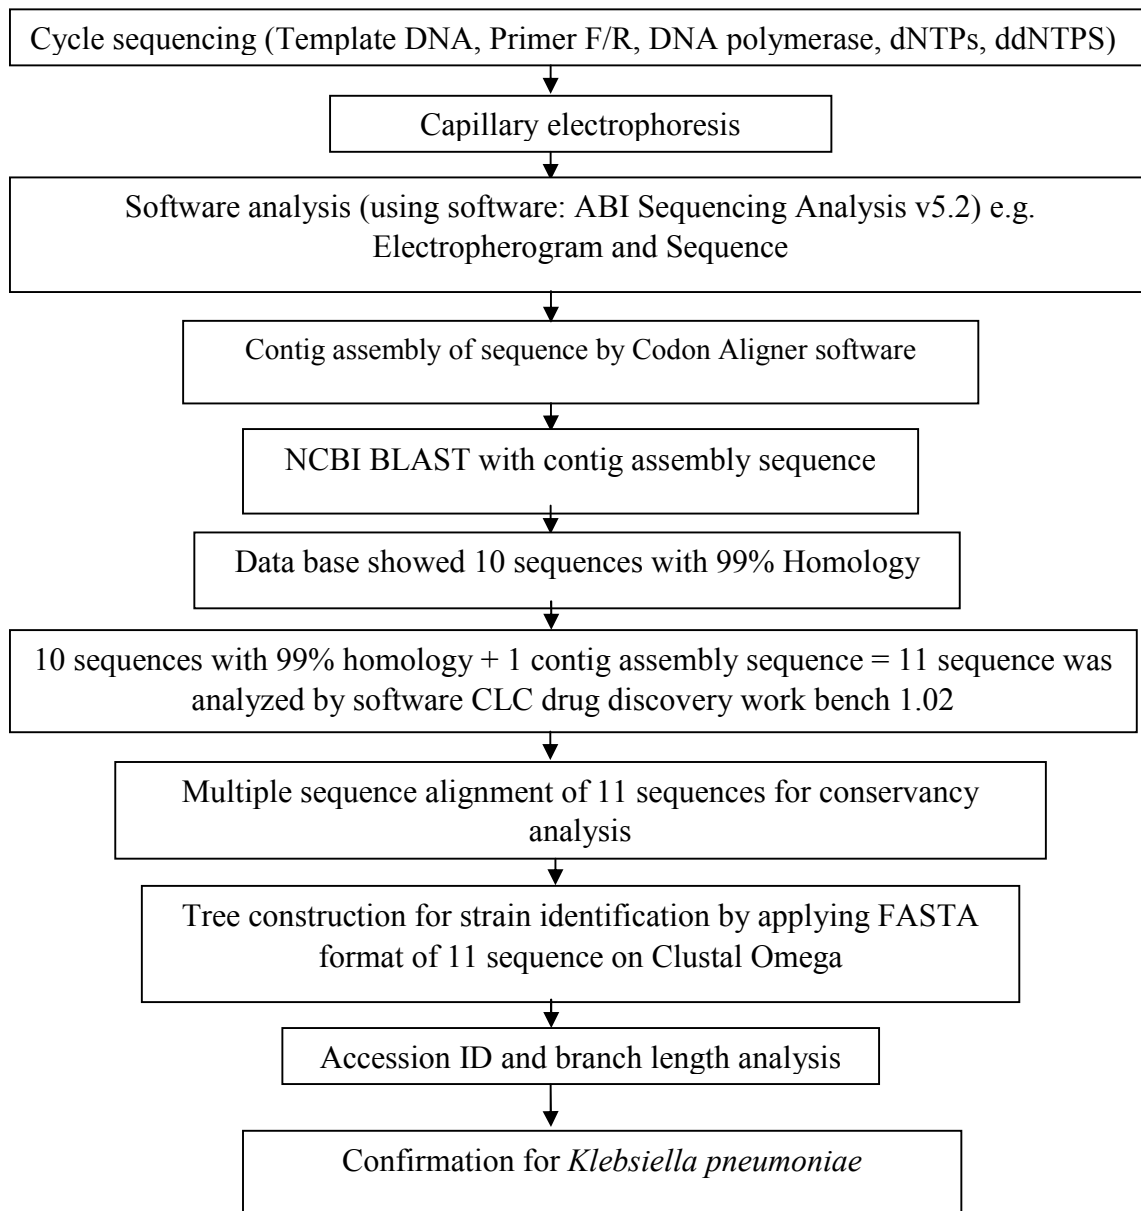 Cycle sequencing (Template DNA, Primer F/R, DNA polymerase, dNTPs, ddNTPS)
Capillary electrophoresis
Software analysis (using software: ABI Sequencing Analysis v5.2) e.g.
Electropherogram and Sequence
Contig assembly of sequence by Codon Aligner software
NCBI BLAST with contig assembly sequence
Data base showed 10 sequences with 99% Homology
10 sequences with 99% homology + 1 contig assembly sequence = 11 sequence was
analyzed by software CLC drug discovery work bench 1.02
Multiple sequence alignment of 11 sequences for conservancy
analysis
Tree construction for strain identification by applying FASTA
format of 11 sequence on Clustal Omega
Accession ID and branch length analysis
Confirmation for Klebsiella pneumoniae